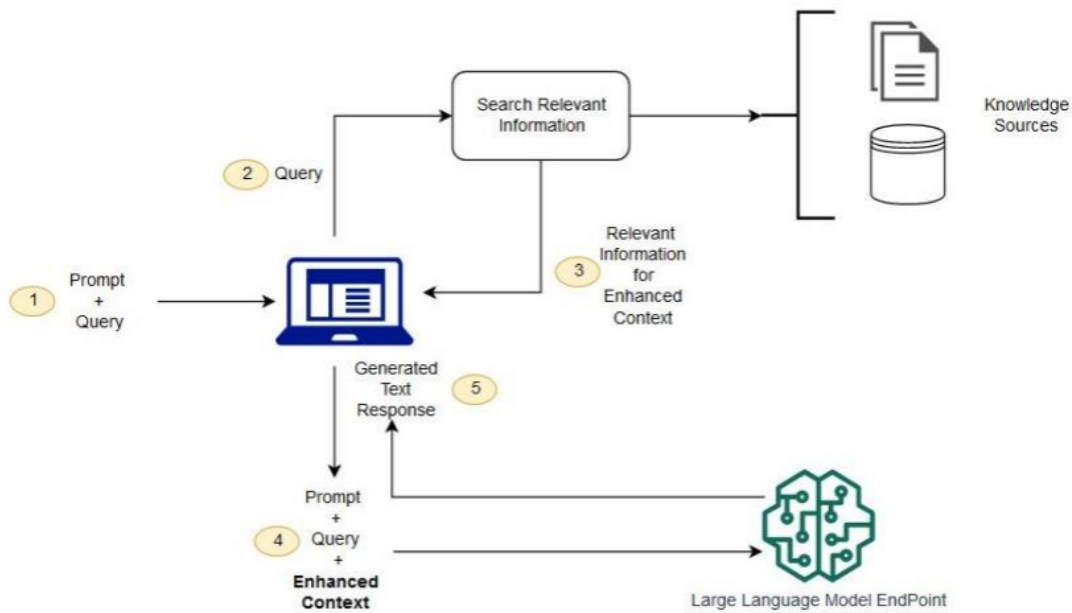 1
Prompt
+
Query
2
Query
Search Relevant
Information
Knowledge
Sources
3
Relevant
Information
for
Enhanced
Context
4
Prompt
+
Query
+
Enhanced
Context
Large Language Model EndPoint
5
Generated
Text
Response